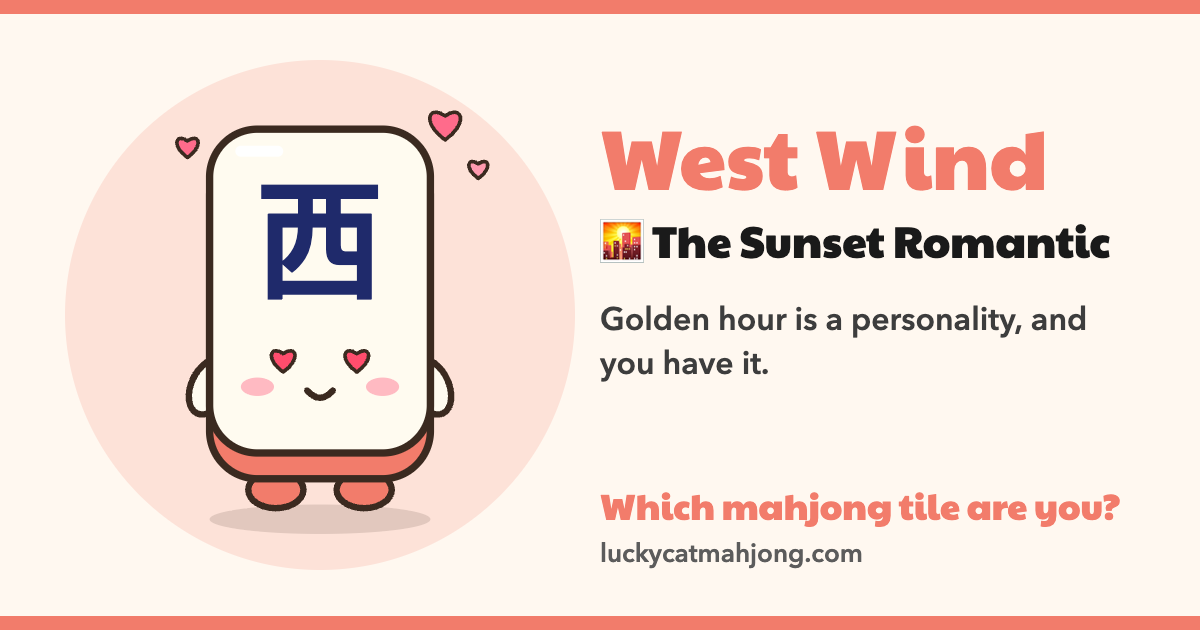 西
West Wind
🌇 The Sunset Romantic
Golden hour is a personality, and
you have it.
Which mahjong tile are you?
luckycatmahjong.com